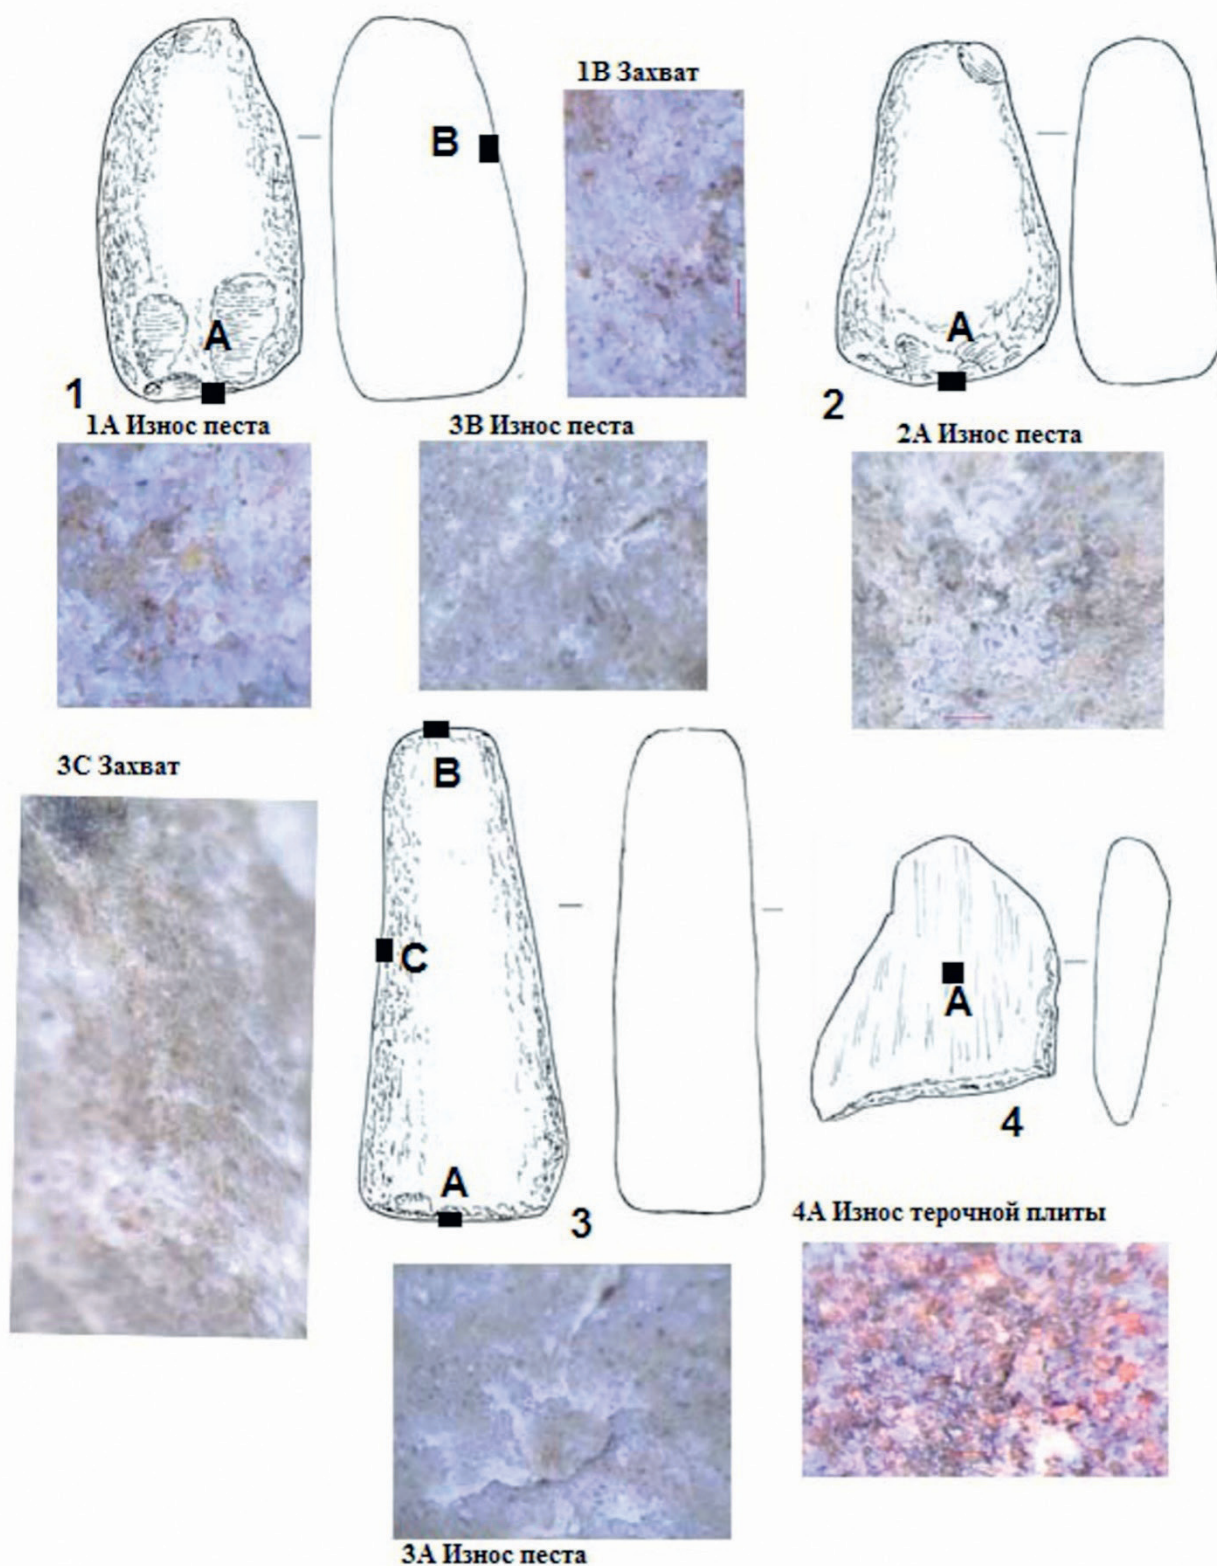 1B Захват
B
A
A
1
2
1A Износ песта
3B Износ песта
2A Износ песта
3C Захват
B
C
A
A
4
3
4A Износ терочной плиты
3A Износ песта